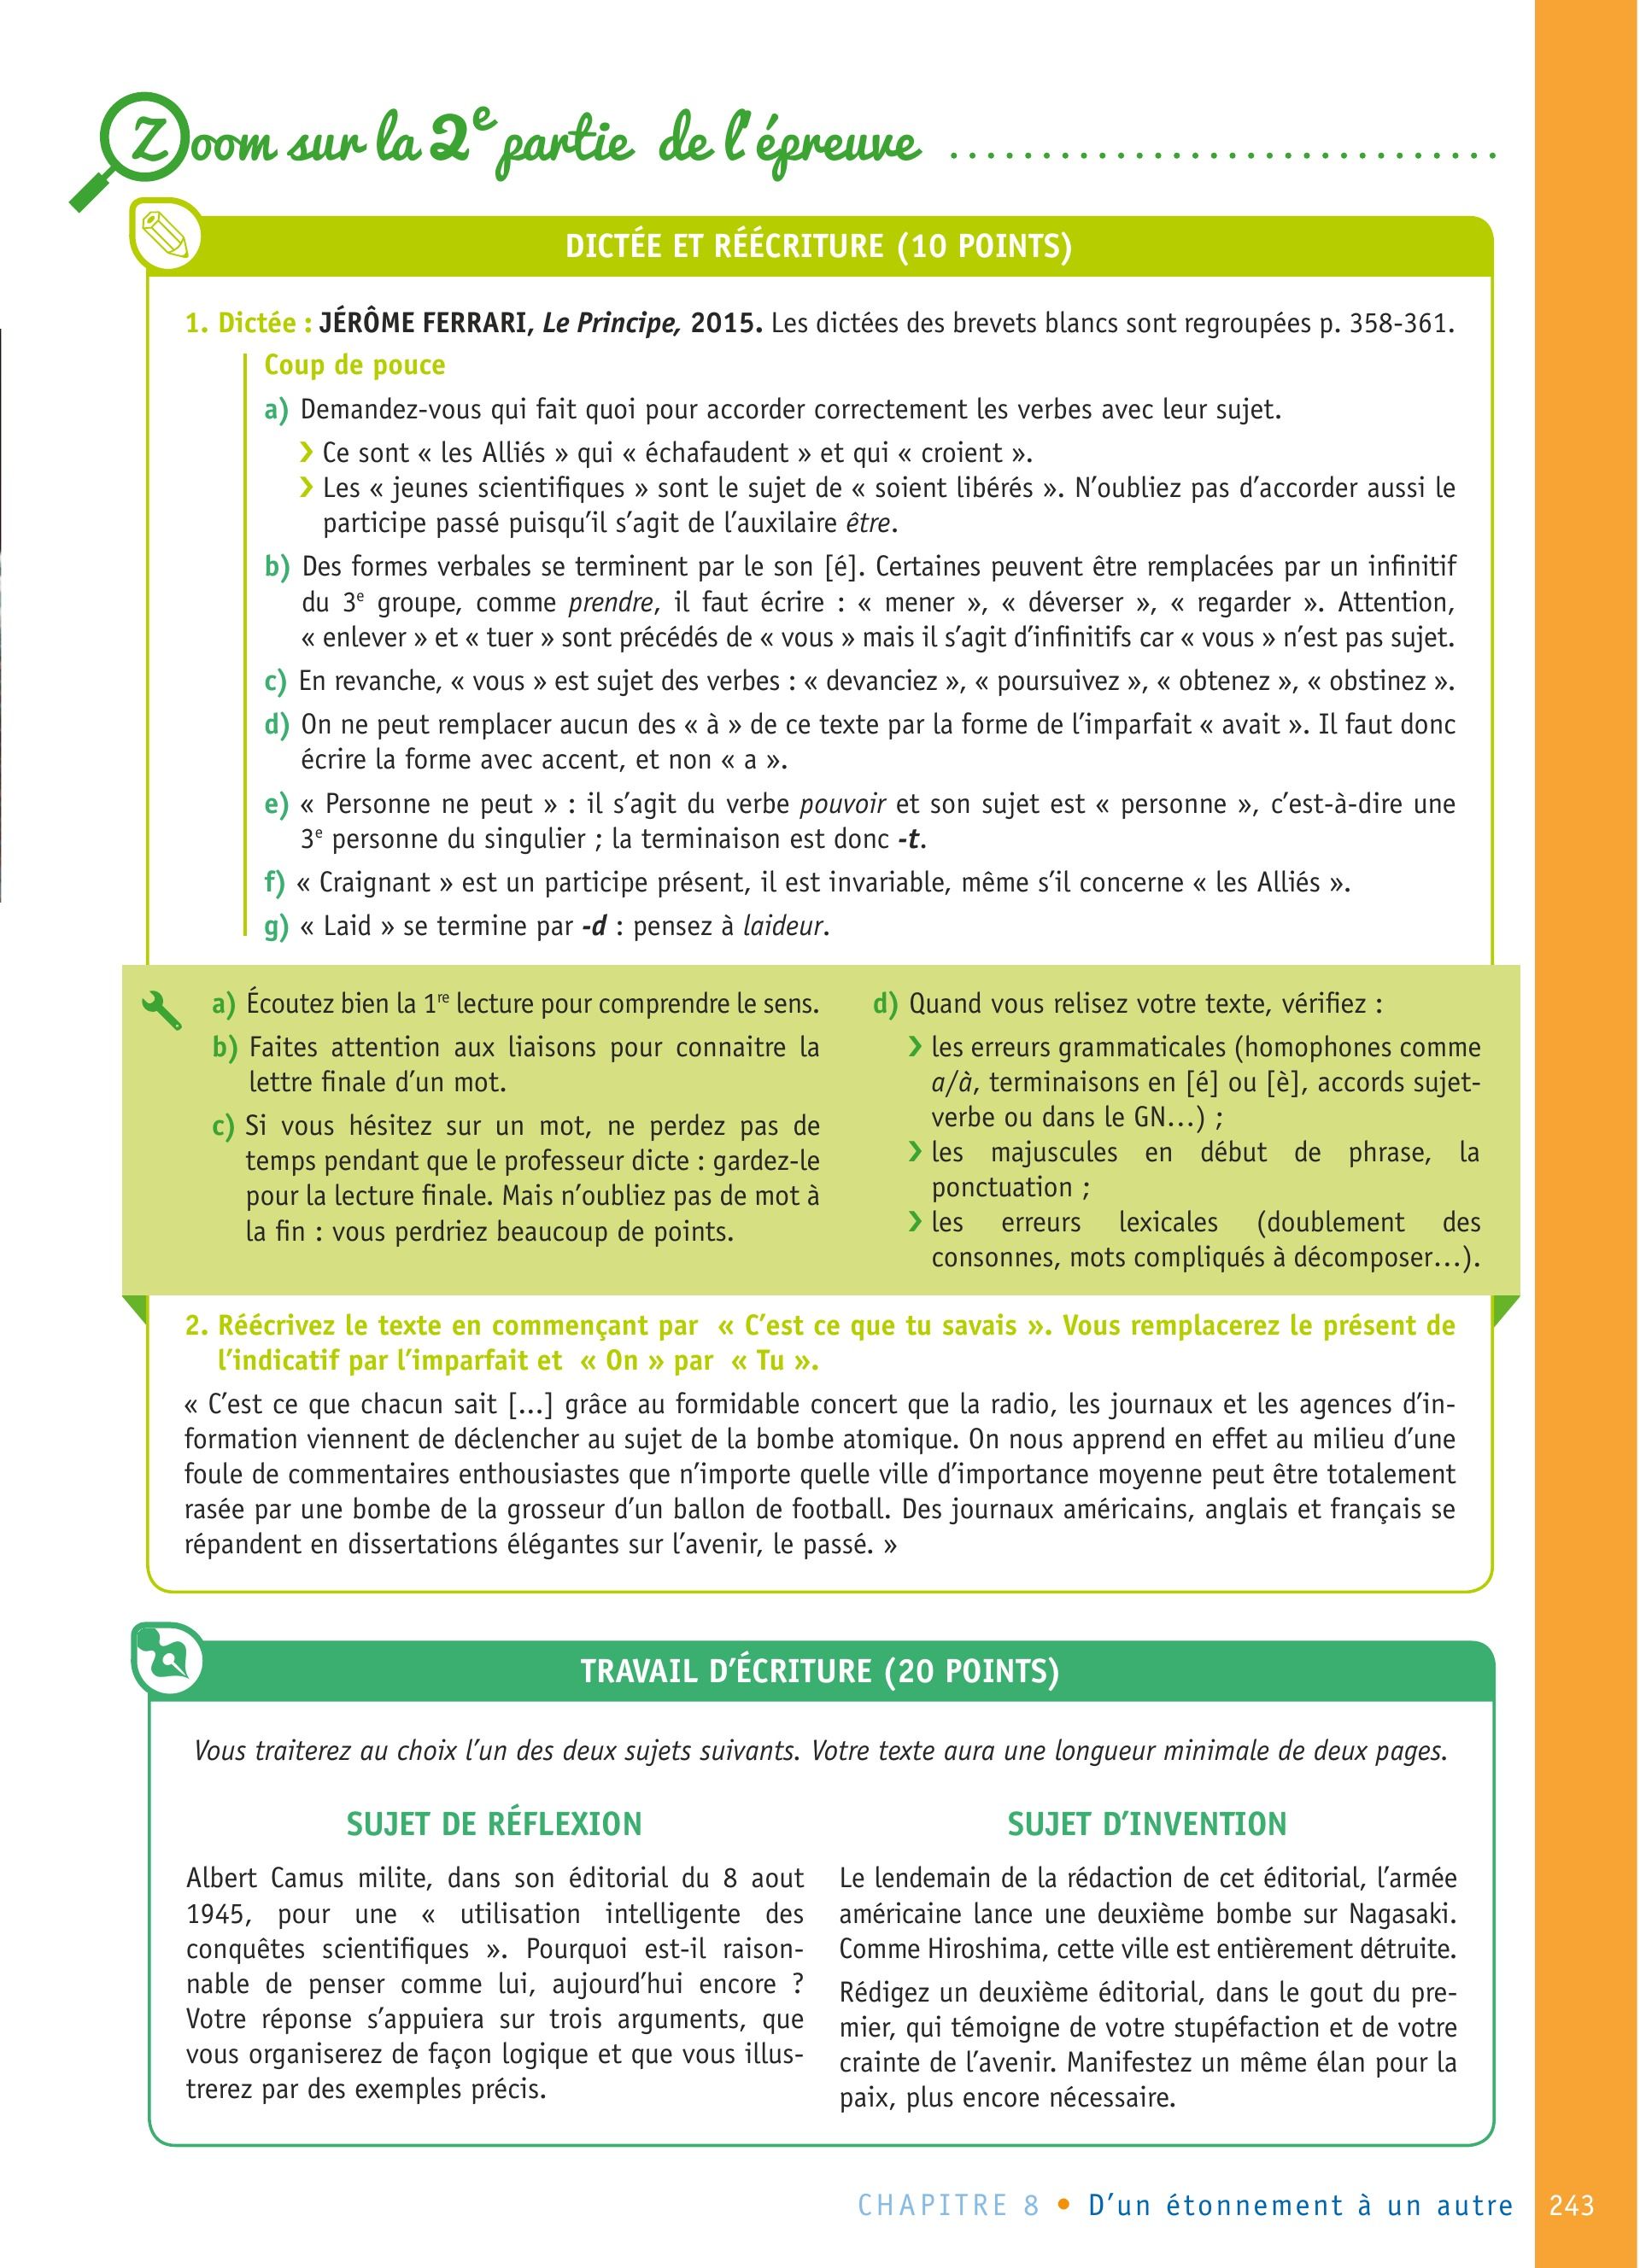 Zoom sur la 2e partie de l'épreuve
DICTÉE ET RÉÉCRITURE (10 POINTS)
1. Dictée : JÉRÔME FERRARI, Le Principe, 2015. Les dictées des brevets blancs sont regroupées p. 358-361.
Coup de pouce
a) Demandez-vous qui fait quoi pour accorder correctement les verbes avec leur sujet.
› Ce sont « les Alliés » qui « échafaudent » et qui « croient ».
› Les « jeunes scientifiques » sont le sujet de « soient libérés ». N'oubliez pas d'accorder aussi le
participe passé puisqu'il s'agit de l'auxilaire être.
b) Des formes verbales se terminent par le son [é]. Certaines peuvent être remplacées par un infinitif
du 3e groupe, comme prendre, il faut écrire : « mener », « déverser », « regarder ». Attention,
« enlever » et « tuer » sont précédés de « vous » mais il s'agit d'infinitifs car « vous » n'est pas sujet.
c) En revanche, « vous » est sujet des verbes : « devanciez », « poursuivez », « obtenez », « obstinez ».
d) On ne peut remplacer aucun des « à » de ce texte par la forme de l'imparfait « avait ». Il faut donc
écrire la forme avec accent, et non « a ».
e) « Personne ne peut » : il s'agit du verbe pouvoir et son sujet est « personne », c'est-à-dire une
3e personne du singulier ; la terminaison est donc -t.
f) « Craignant » est un participe présent, il est invariable, même s'il concerne « les Alliés ».
g) « Laid » se termine par -d : pensez à laideur.
a) Écoutez bien la 1re lecture pour comprendre le sens.
b) Faites attention aux liaisons pour connaitre la
lettre finale d'un mot.
c) Si vous hésitez sur un mot, ne perdez pas de
temps pendant que le professeur dicte : gardez-le
pour la lecture finale. Mais n'oubliez pas de mot à
la fin : vous perdriez beaucoup de points.
d) Quand vous relisez votre texte, vérifiez :
› les erreurs grammaticales (homophones comme
a/à, terminaisons en [é] ou [è], accords sujet-
verbe ou dans le GN…) ;
› les majuscules en début de phrase, la
ponctuation ;
› les erreurs lexicales (doublement des
consonnes, mots compliqués à décomposer…).
2. Réécrivez le texte en commençant par « C'est ce que tu savais ». Vous remplacerez le présent de
l'indicatif par l'imparfait et « On » par « Tu ».
« C'est ce que chacun sait […] grâce au formidable concert que la radio, les journaux et les agences d'in-
formation viennent de déclencher au sujet de la bombe atomique. On nous apprend en effet au milieu d'une
foule de commentaires enthousiastes que n'importe quelle ville d'importance moyenne peut être totalement
rasée par une bombe de la grosseur d'un ballon de football. Des journaux américains, anglais et français se
répandent en dissertations élégantes sur l'avenir, le passé. »
TRAVAIL D'ÉCRITURE (20 POINTS)
Vous traiterez au choix l'un des deux sujets suivants. Votre texte aura une longueur minimale de deux pages.
SUJET DE RÉFLEXION
Albert Camus milite, dans son éditorial du 8 aout
1945, pour une « utilisation intelligente des
conquêtes scientifiques ». Pourquoi est-il raison-
nable de penser comme lui, aujourd'hui encore ?
Votre réponse s'appuiera sur trois arguments, que
vous organiserez de façon logique et que vous illus-
trerez par des exemples précis.
SUJET D'INVENTION
Le lendemain de la rédaction de cet éditorial, l'armée
américaine lance une deuxième bombe sur Nagasaki.
Comme Hiroshima, cette ville est entièrement détruite.
Rédigez un deuxième éditorial, dans le gout du pre-
mier, qui témoigne de votre stupéfaction et de votre
crainte de l'avenir. Manifestez un même élan pour la
paix, plus encore nécessaire.
CHAPITRE 8 • D'un étonnement à un autre 243